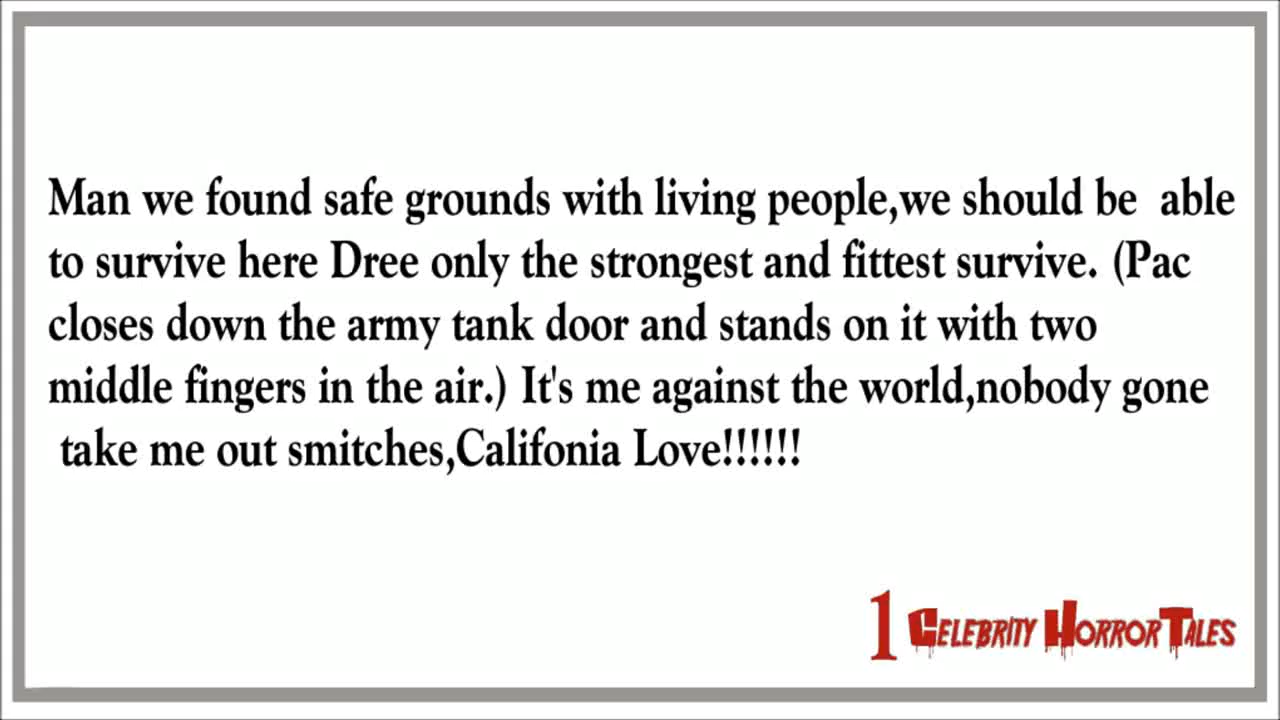 Man we found safe grounds with living people,we should be  able
to survive here Dree only the strongest and fittest survive. (Pac
closes down the army tank door and stands on it with two
middle fingers in the air.) It's me against the world,nobody gone
take me out smitches,Califonia Love!!!!!!
1 CELEBRITY HORROR TALES